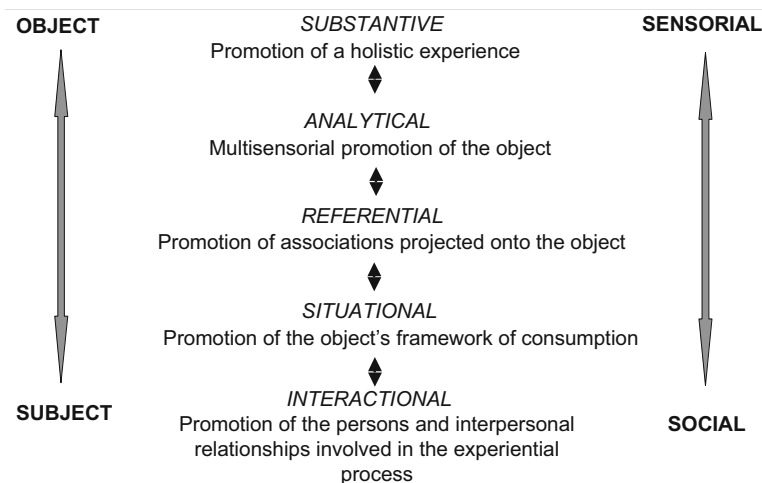 OBJECT
SUBSTANTIVE
SENSORIAL
Promotion of a holistic experience
ANALYTICAL
Multisensorial promotion of the object
REFERENTIAL
Promotion of associations projected onto the object
SITUATIONAL
Promotion of the object's framework of consumption
INTERACTIONAL
SUBJECT
Promotion of the persons and interpersonal
SOCIAL
relationships involved in the experiential
process